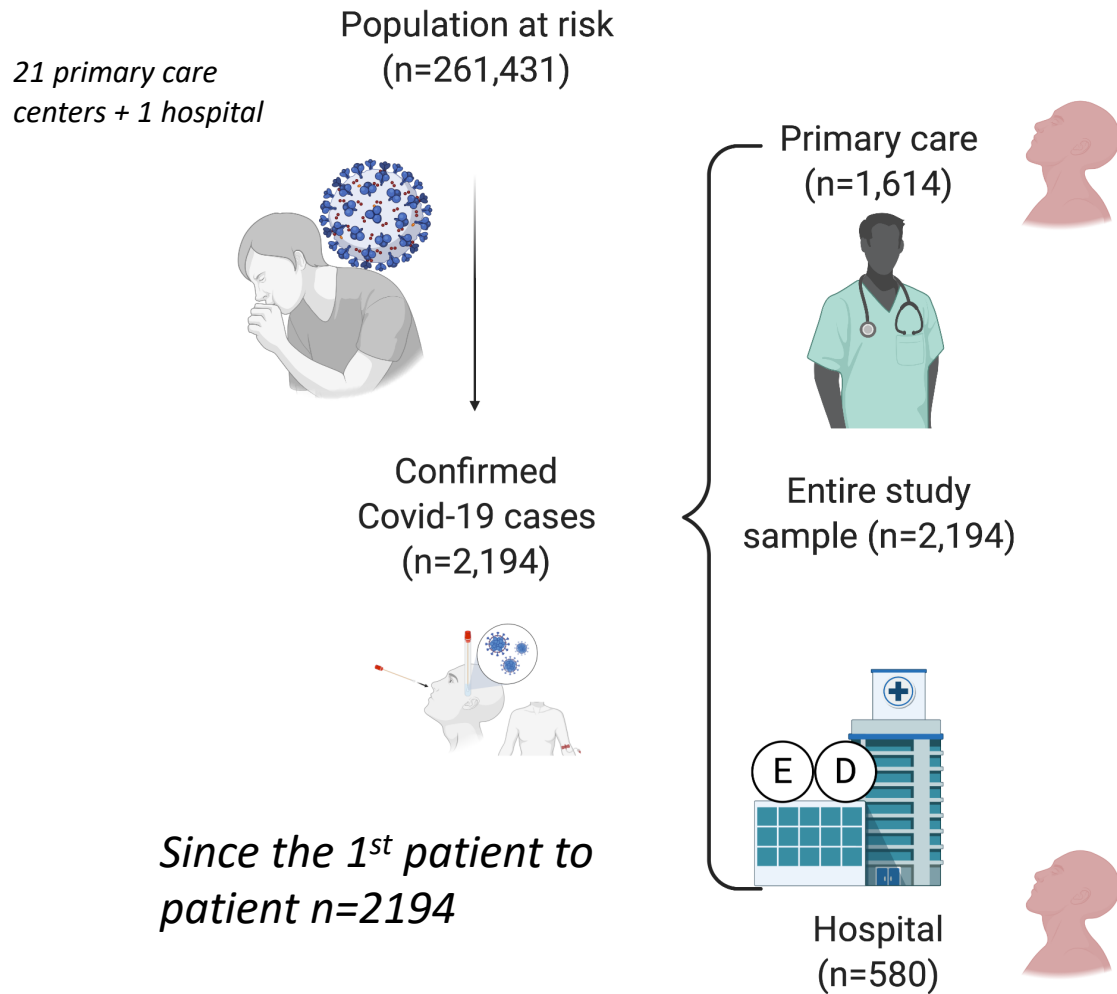 Population at risk
(n=261,431)
21 primary care
centers + 1 hospital
Primary care
(n=1,614)
Confirmed
Covid-19 cases
(n=2,194)
Entire study
sample (n=2,194)
E D
Since the 1st patient to
patient n=2194
Hospital
(n=580)